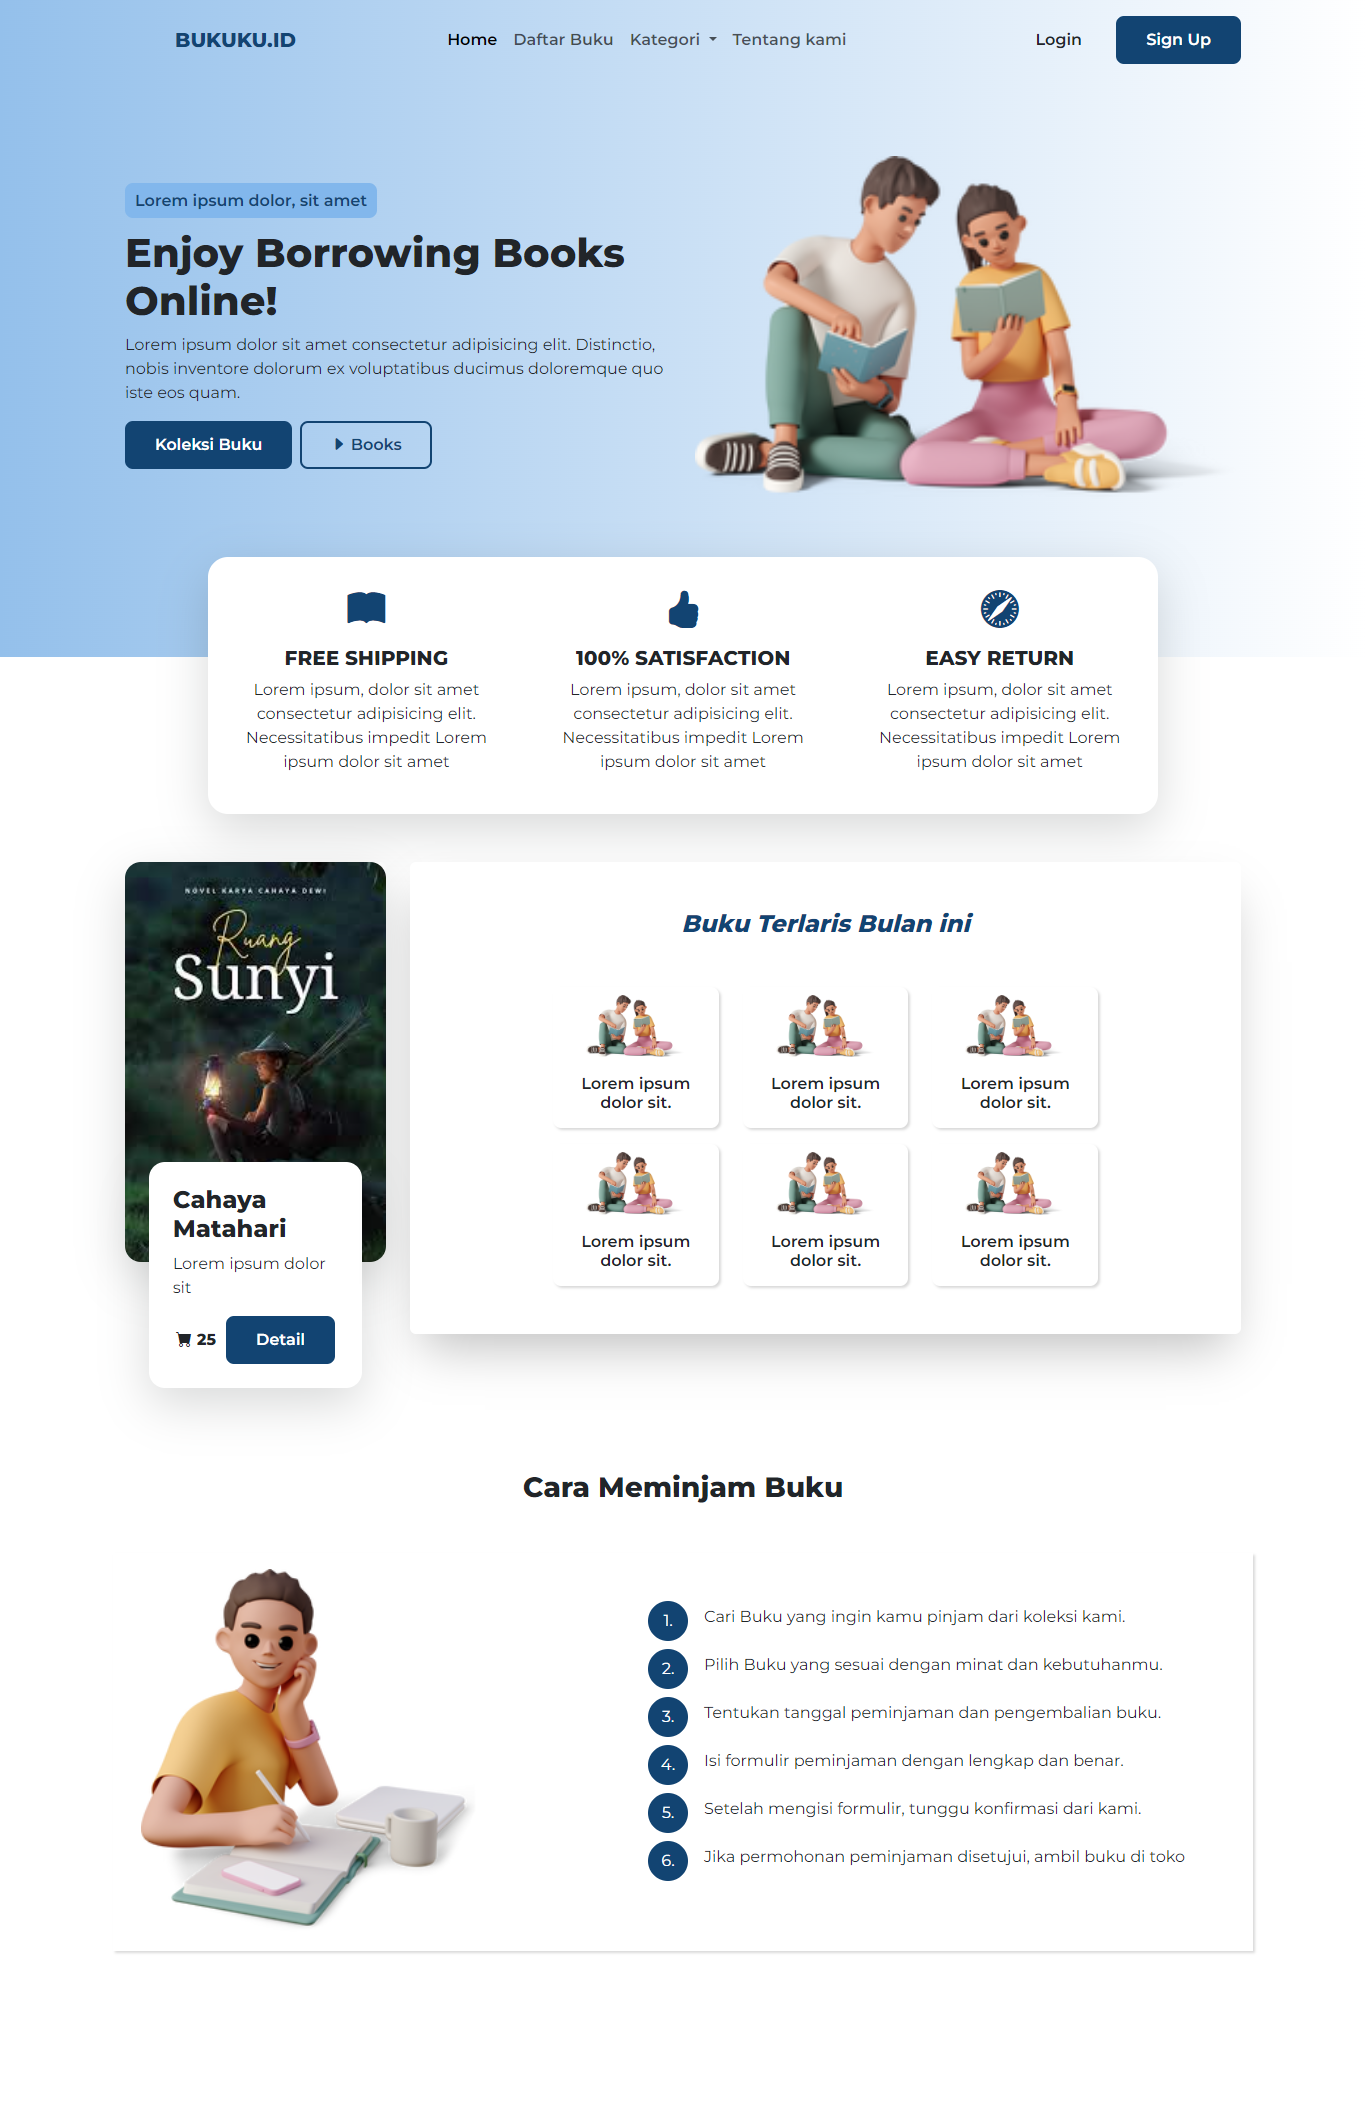 BUKUKU.ID
Home Daftar Buku Kategori Tentang kami
Login
Sign Up
Lorem ipsum dolor, sit amet
Enjoy Borrowing Books
Online!
Lorem ipsum dolor sit amet consectetur adipisicing elit. Distinctio,
nobis inventore dolorum ex voluptatibus ducimus doloremque quo
iste eos quam.
Koleksi Buku
Books
FREE SHIPPING
Lorem ipsum, dolor sit amet
consectetur adipisicing elit.
Necessitatibus impedit Lorem
ipsum dolor sit amet
100% SATISFACTION
Lorem ipsum, dolor sit amet
consectetur adipisicing elit.
Necessitatibus impedit Lorem
ipsum dolor sit amet
EASY RETURN
Lorem ipsum, dolor sit amet
consectetur adipisicing elit.
Necessitatibus impedit Lorem
ipsum dolor sit amet
NOVEL KARYA CAHAYA DEWI
Ruang
Sunyi
Cahaya
Matahari
Lorem ipsum dolor
sit
25
Detail
Buku Terlaris Bulan ini
Lorem ipsum
dolor sit.
Lorem ipsum
dolor sit.
Lorem ipsum
dolor sit.
Lorem ipsum
dolor sit.
Lorem ipsum
dolor sit.
Lorem ipsum
dolor sit.
Cara Meminjam Buku
1. Cari Buku yang ingin kamu pinjam dari koleksi kami.
2. Pilih Buku yang sesuai dengan minat dan kebutuhanmu.
3. Tentukan tanggal peminjaman dan pengembalian buku.
4. Isi formulir peminjaman dengan lengkap dan benar.
5. Setelah mengisi formulir, tunggu konfirmasi dari kami.
6. Jika permohonan peminjaman disetujui, ambil buku di toko